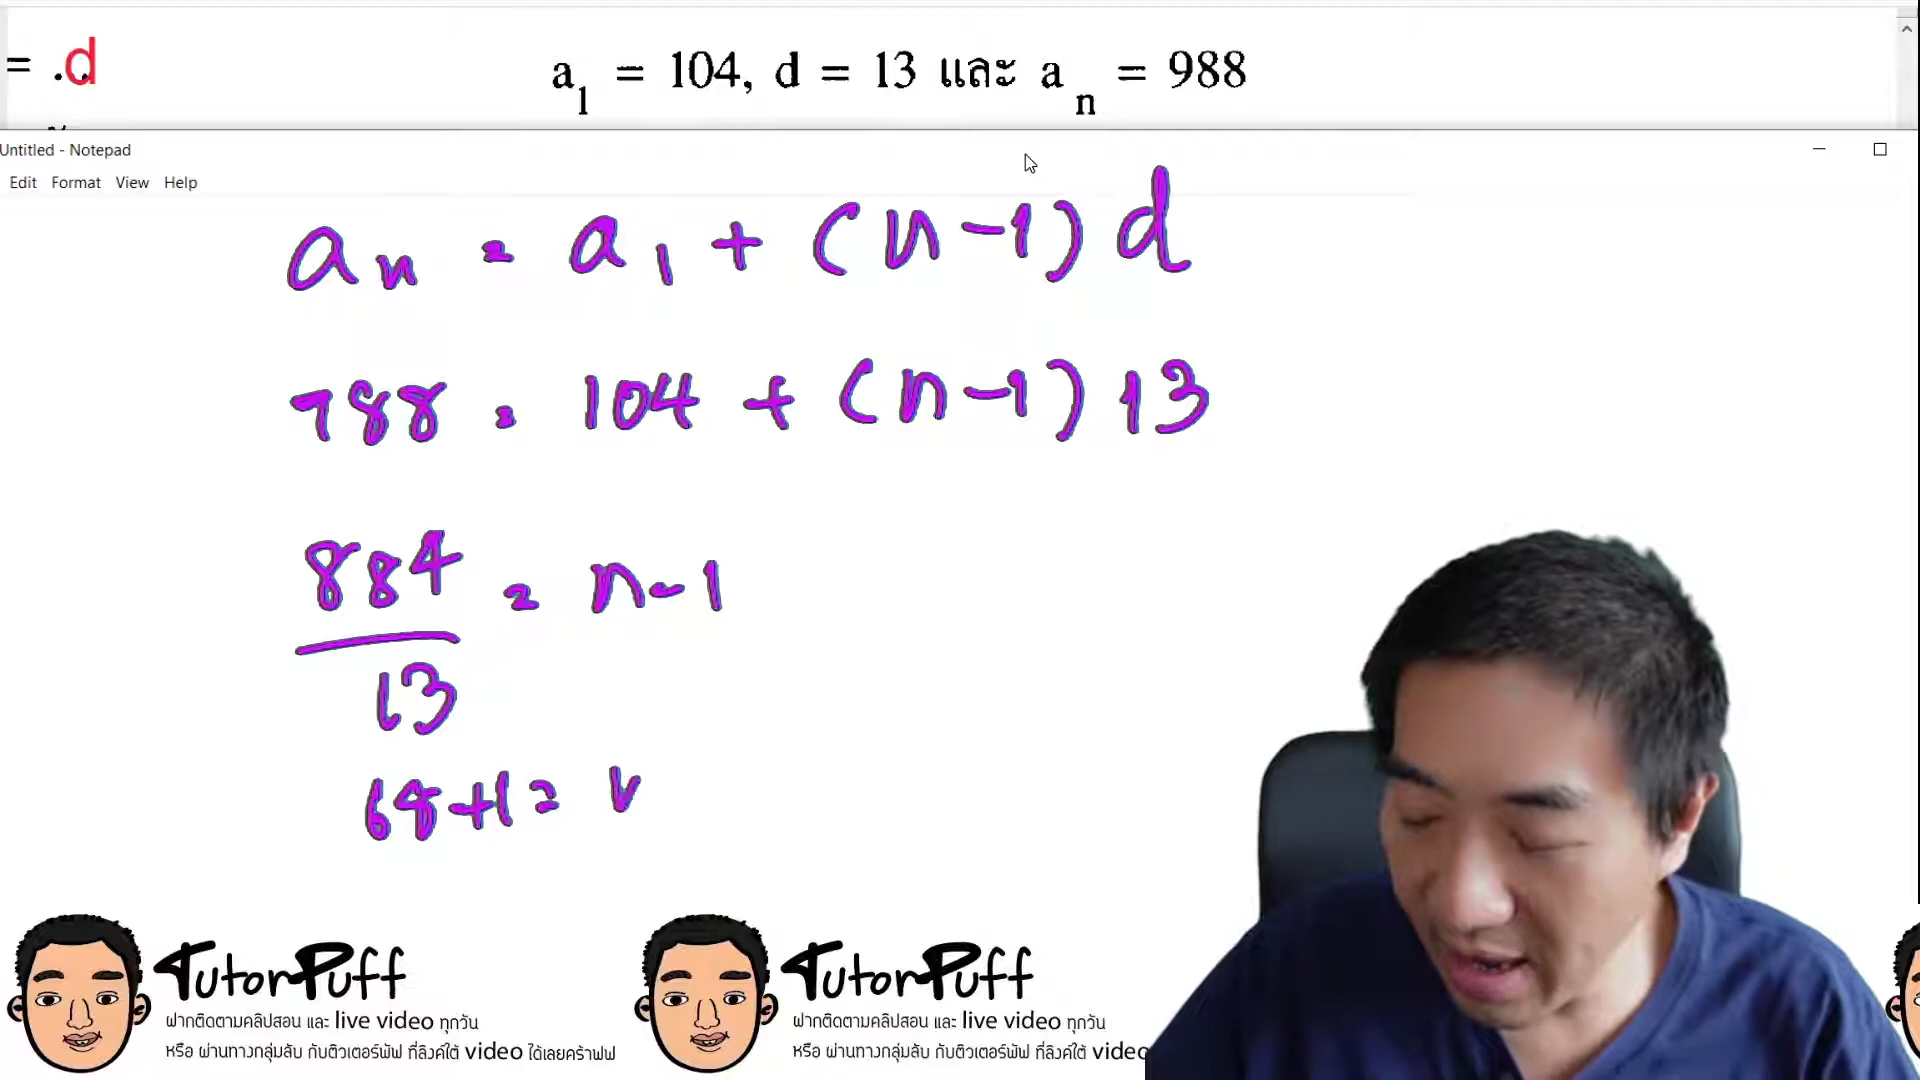 = . d
a1 = 104, d = 13 และ an = 988
Untitled - Notepad
Edit Format View Help
an = a1 + (n-1) d
988 = 104 + (n-1) 13
884
13
= n-1
68+1 = n
TutorPuff
ฝากติดตามคลิปสอน และ live video ทุกวัน
หรือ ผ่านทางกลุ่มลับ กับติวเตอร์พัฟ ที่ลิงค์ใต้ video ได้เลยคร้าฟฟ
TutorPuff
ฝากติดตามคลิปสอน และ live video ทุกวัน
หรือ ผ่านทางกลุ่มลับ กับติวเตอร์พัฟ ที่ลิงค์ใต้ video